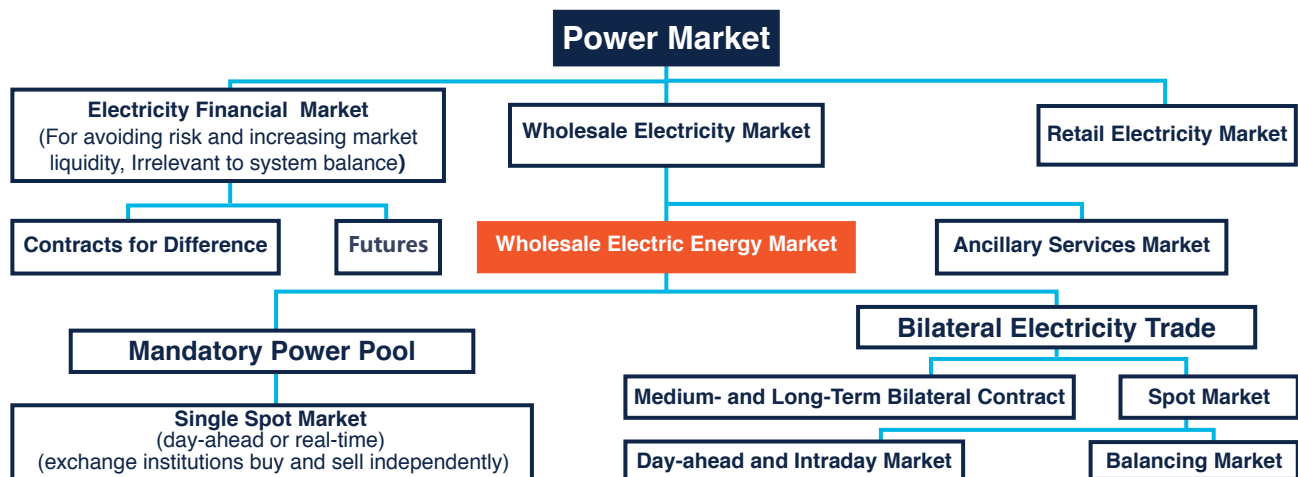 Power Market
Electricity Financial Market
(For avoiding risk and increasing market
liquidity, Irrelevant to system balance)
Wholesale Electricity Market
Retail Electricity Market
Contracts for Difference
Futures
Wholesale Electric Energy Market
Ancillary Services Market
Mandatory Power Pool
Bilateral Electricity Trade
Medium- and Long-Term Bilateral Contract
Spot Market
Single Spot Market
(day-ahead or real-time)
(exchange institutions buy and sell independently)
Day-ahead and Intraday Market
Balancing Market